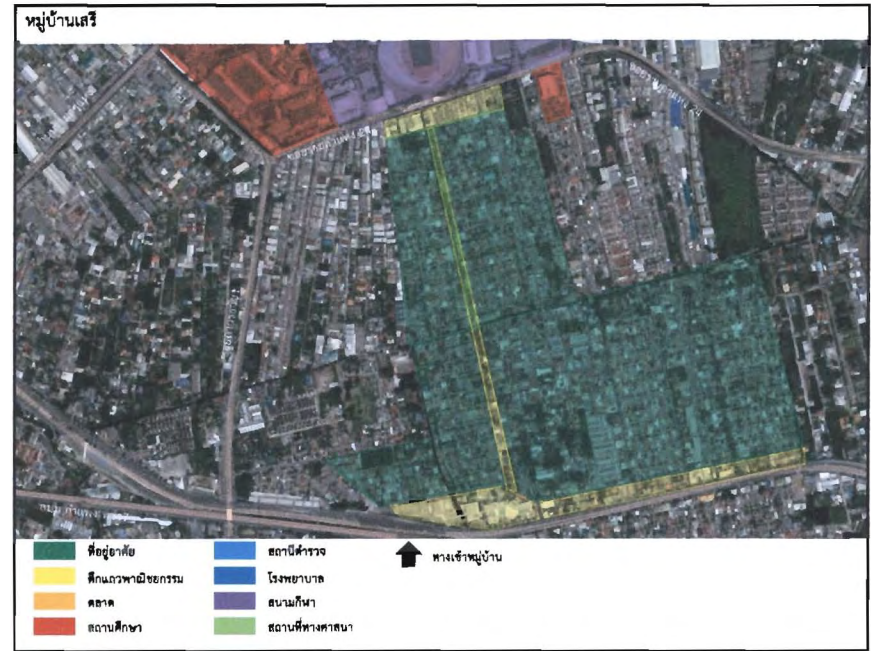 หมู่บ้านเสรี
ที่อยู่อาศัย
ตึกแถวพาณิชยกรรม
ตลาด
สถานศึกษา
สถานีตำรวจ
โรงพยาบาล
สนามกีฬา
สถานที่ทางศาสนา
ทางเข้าหมู่บ้าน